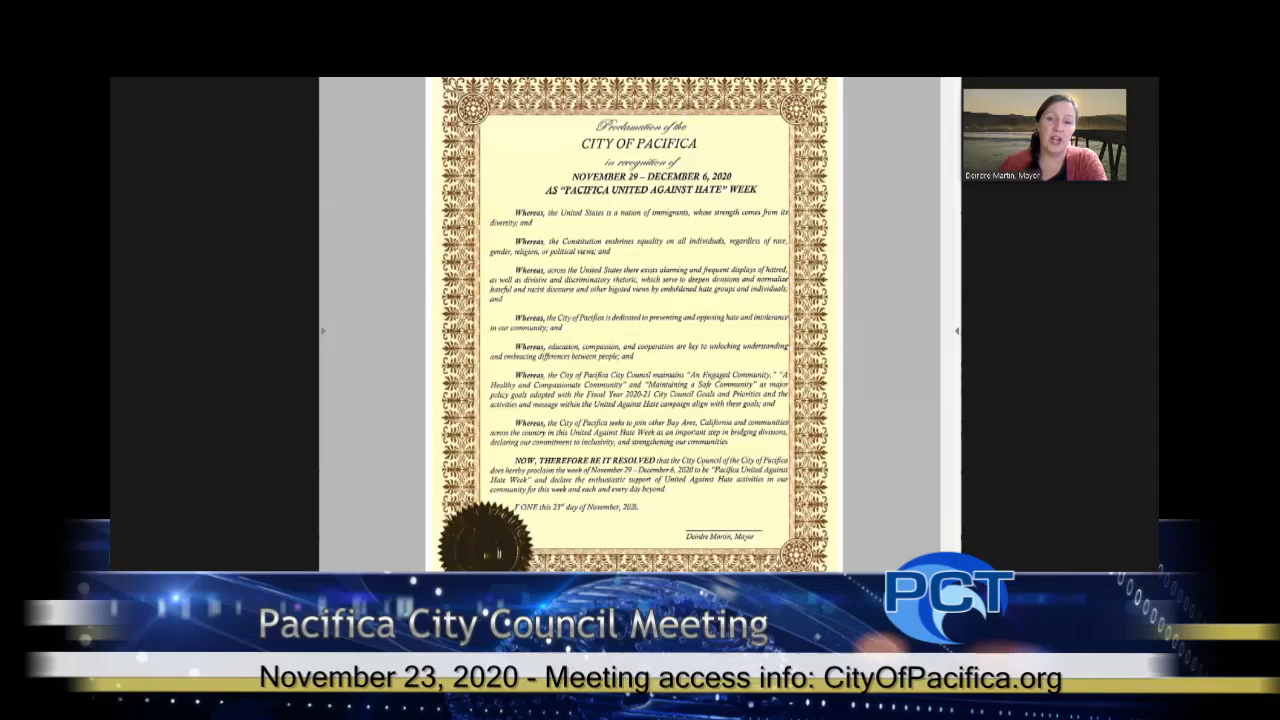 Proclamation of the
CITY OF PACIFICA
in recognition of
NOVEMBER 29 – DECEMBER 6, 2020
AS “PACIFICA UNITED AGAINST HATE” WEEK
Whereas, the United States is a nation of immigrants, whose strength comes from its
diversity; and
Whereas, the Constitution enshrines equality on all individuals, regardless of race,
gender, religion, or political views; and
Whereas, across the United States there exists alarming and frequent displays of hatred,
as well as divisive and discriminatory rhetoric, which serve to deepen divisions and normalize
hateful and racist discourse and other bigoted views by emboldened hate groups and individuals;
and
Whereas, the City of Pacifica is dedicated to preventing and opposing hate and intolerance
in our community; and
Whereas, education, compassion, and cooperation are key to unlocking understanding
and embracing differences between people; and
Whereas, the City of Pacifica City Council maintains “An Engaged Community,” “A
Healthy and Compassionate Community” and “Maintaining a Safe Community” as major
policy goals adopted with the Fiscal Year 2020-21 City Council Goals and Priorities and the
activities and message within the United Against Hate campaign align with these goals; and
Whereas, the City of Pacifica seeks to join other Bay Area, California and communities
across the country in this United Against Hate Week as an important step in bridging divisions,
declaring our commitment to inclusivity, and strengthening our communities.
NOW, THEREFORE BE IT RESOLVED that the City Council of the City of Pacifica
does hereby proclaim the week of November 29 – December 6, 2020 to be “Pacifica United Against
Hate Week” and declare the enthusiastic support of United Against Hate activities in our
community for this week and each and every day beyond.
DONE this 23rd day of November, 2020.
Deirdre Martin, Mayor
Deirdre Martin, Mayor
PCT
Pacifica City Council Meeting
November 23, 2020 - Meeting access info: CityOfPacifica.org